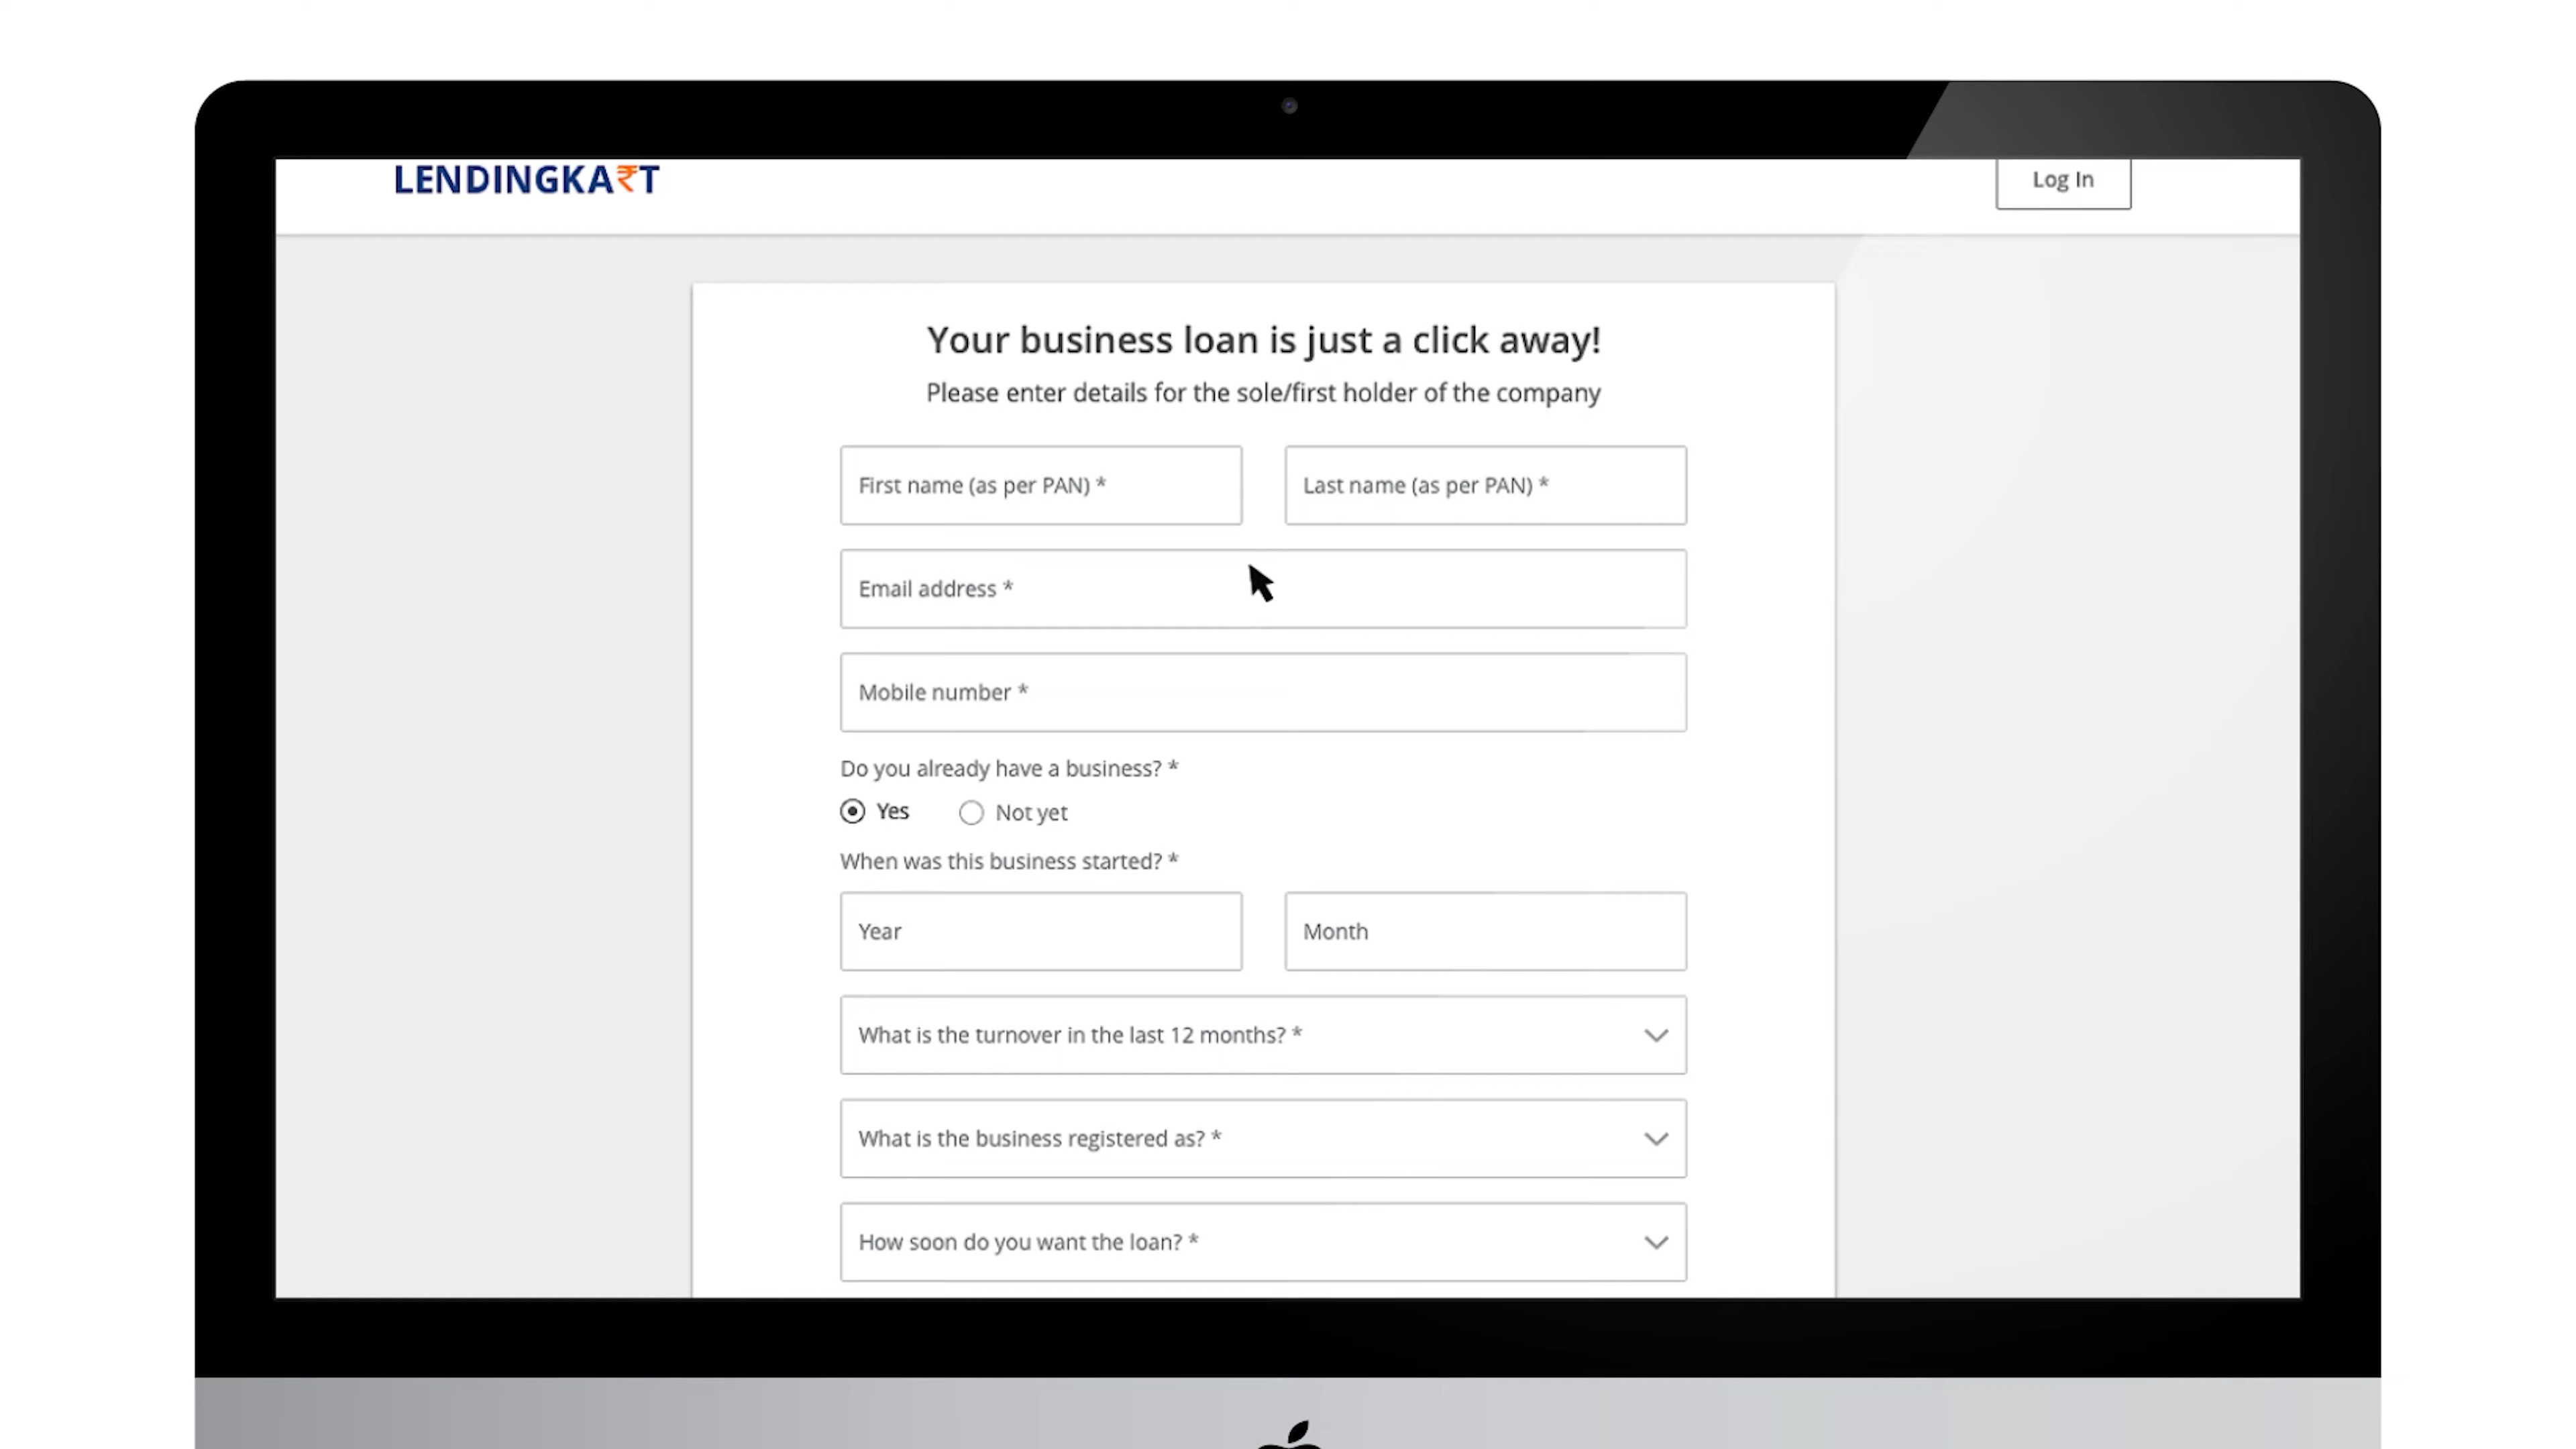 LENDINGKA₹T
Log In
Your business loan is just a click away!
Please enter details for the sole/first holder of the company
First name (as per PAN) *
Last name (as per PAN) *
Email address *
Mobile number *
Do you already have a business? *
Yes
Not yet
When was this business started? *
Year
Month
What is the turnover in the last 12 months? *
What is the business registered as? *
How soon do you want the loan? *